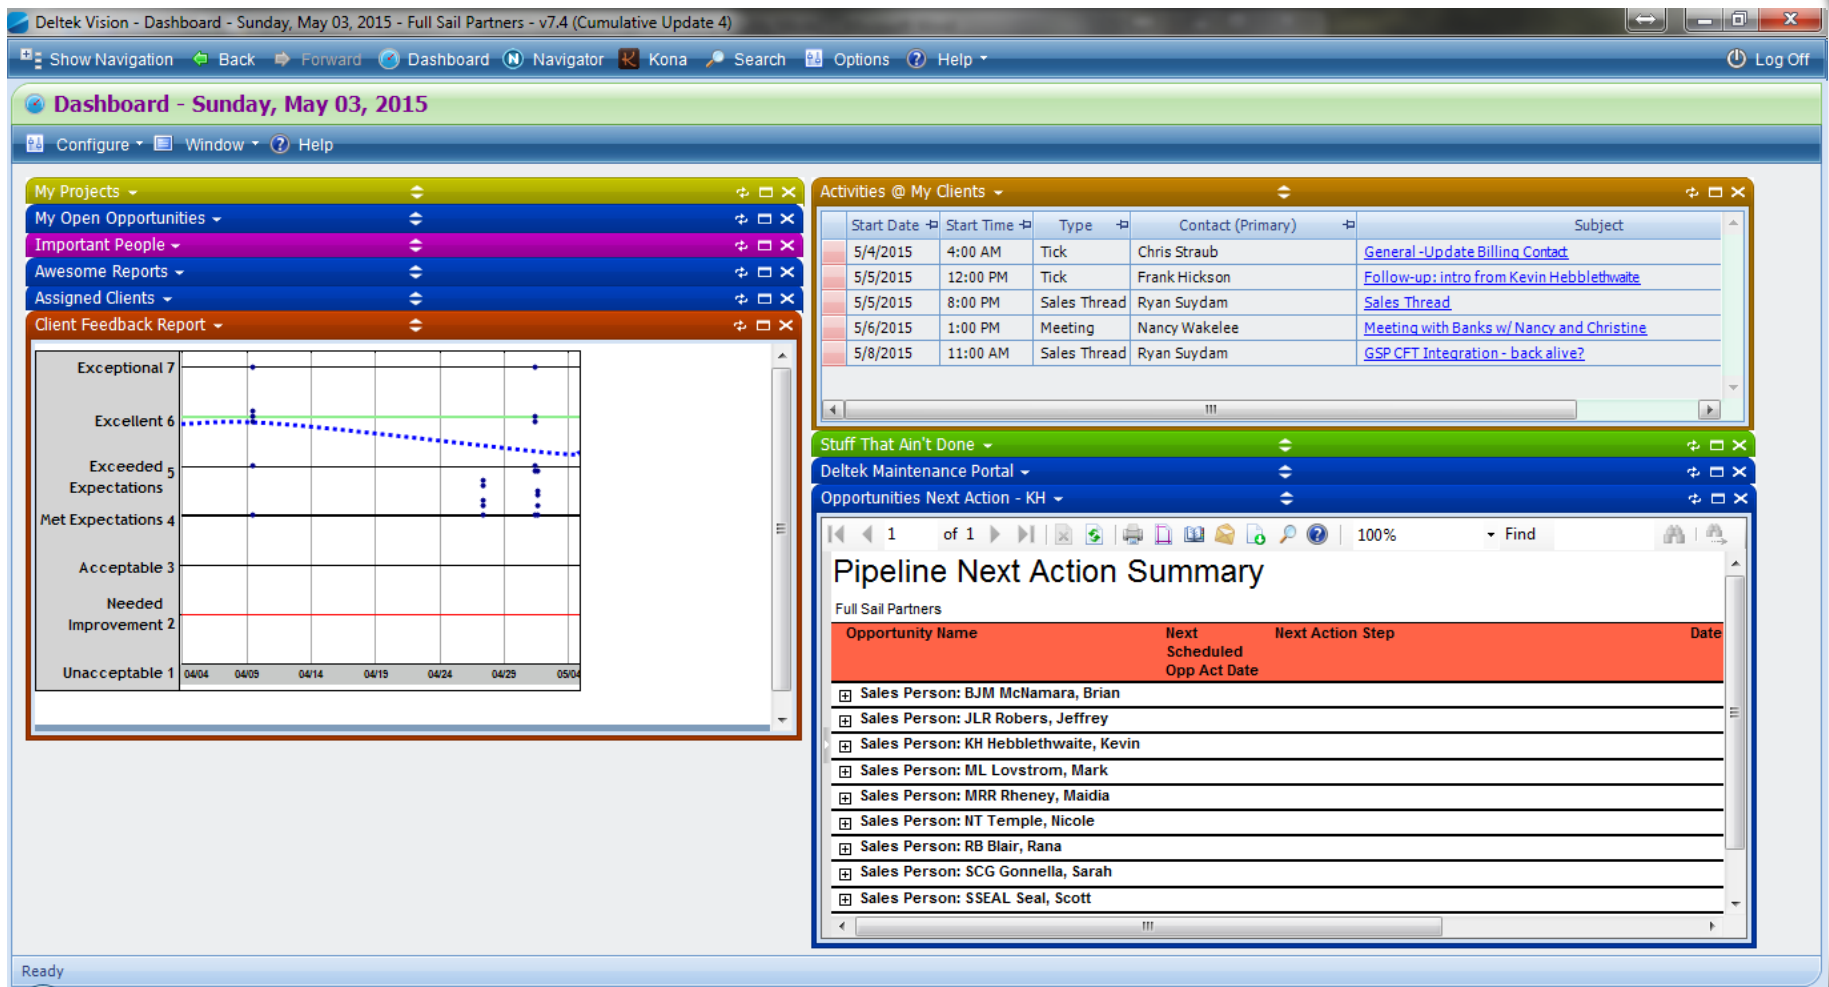 Deltek Vision - Dashboard - Sunday, May 03, 2015 - Full Sail Partners - v7.4 (Cumulative Update 4)
Show Navigation Back Forward Dashboard Navigator Kona Search Options Help Log Off
Dashboard - Sunday, May 03, 2015
Configure Window Help
My Projects
My Open Opportunities
Important People
Awesome Reports
Assigned Clients
Client Feedback Report
Exceptional 7
Excellent 6
Exceeded 5
Expectations
Met Expectations 4
Acceptable 3
Needed
Improvement 2
Unacceptable 1
04/04 04/09 04/14 04/19 04/24 04/29 05/04
Activities @ My Clients
Start Date Start Time Type Contact (Primary) Subject
5/4/2015 4:00 AM Tick Chris Straub General -Update Billing Contact
5/5/2015 12:00 PM Tick Frank Hickson Follow-up: intro from Kevin Hebblethwaite
5/5/2015 8:00 PM Sales Thread Ryan Suydam Sales Thread
5/6/2015 1:00 PM Meeting Nancy Wakelee Meeting with Banks w/ Nancy and Christine
5/8/2015 11:00 AM Sales Thread Ryan Suydam GSP CFT Integration - back alive?
Stuff That Ain't Done
Deltek Maintenance Portal
Opportunities Next Action - KH
1 of 1 100% Find
Pipeline Next Action Summary
Full Sail Partners
Opportunity Name Next Next Action Step Date
Scheduled
Opp Act Date
Sales Person: BJM McNamara, Brian
Sales Person: JLR Robers, Jeffrey
Sales Person: KH Hebblethwaite, Kevin
Sales Person: ML Lovstrom, Mark
Sales Person: MRR Rheney, Maidia
Sales Person: NT Temple, Nicole
Sales Person: RB Blair, Rana
Sales Person: SCG Gonnella, Sarah
Sales Person: SSEAL Seal, Scott
Ready